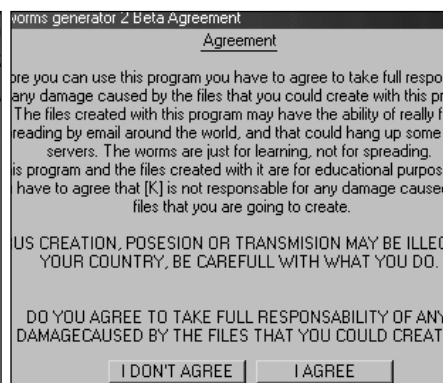 worms generator 2 Beta Agreement
Agreement
ore you can use this program you have to agree to take full respo
any damage caused by the files that you could create with this pr
The files created with this program may have the ability of really f
reading by email around the world, and that could hang up some
servers. The worms are just for learning, not for spreading.
is program and the files created with it are for educational purpos
have to agree that [K] is not responsable for any damage cause
files that you are going to create.
US CREATION, POSESION OR TRANSMISION MAY BE ILLEG
YOUR COUNTRY, BE CAREFULL WITH WHAT YOU DO.
DO YOU AGREE TO TAKE FULL RESPONSABILITY OF ANY
DAMAGECAUSED BY THE FILES THAT YOU COULD CREAT
I DON'T AGREE
I AGREE